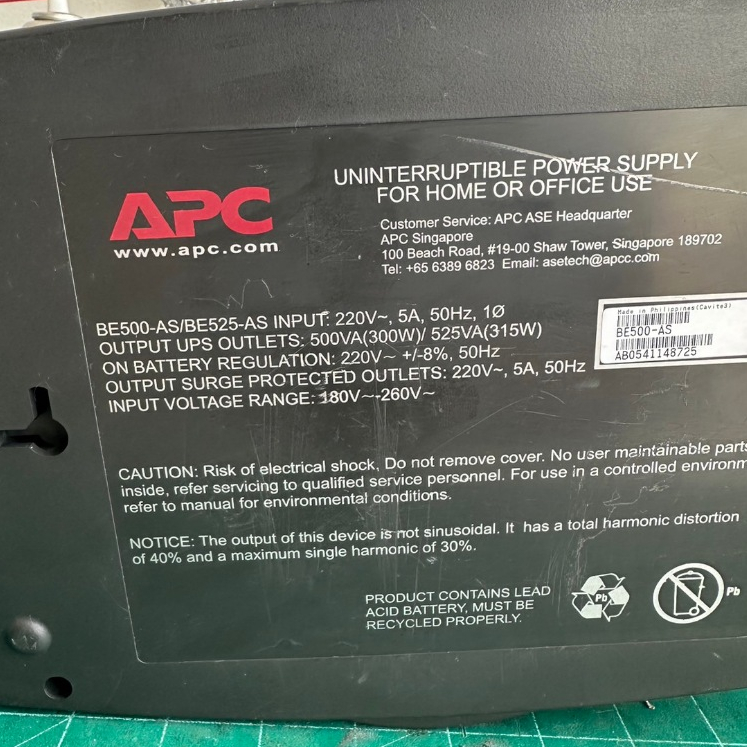 UNINTERRUPTIBLE POWER SUPPLY
FOR HOME OR OFFICE USE
APC
www.apc.com
Customer Service: APC ASE Headquarter
APC Singapore
100 Beach Road, #19-00 Shaw Tower, Singapore 189702
Tel: +65 6389 6823 Email: asetech@apcc.com
BE500-AS/BE525-AS INPUT: 220V~, 5A, 50Hz, 1Ø
OUTPUT UPS OUTLETS: 500VA(300W)/ 525VA(315W)
ON BATTERY REGULATION: 220V~ +/-8%, 50Hz
OUTPUT SURGE PROTECTED OUTLETS: 220V~, 5A, 50Hz
INPUT VOLTAGE RANGE: 180V~-260V~
Made in Philippines(Cavite3)
BE500-AS
AB0541148725
CAUTION: Risk of electrical shock, Do not remove cover. No user maintainable parts
inside, refer servicing to qualified service personnel. For use in a controlled environm
refer to manual for environmental conditions.
NOTICE: The output of this device is not sinusoidal. It has a total harmonic distortion
of 40% and a maximum single harmonic of 30%.
PRODUCT CONTAINS LEAD
ACID BATTERY, MUST BE
RECYCLED PROPERLY.
Pb
Pb